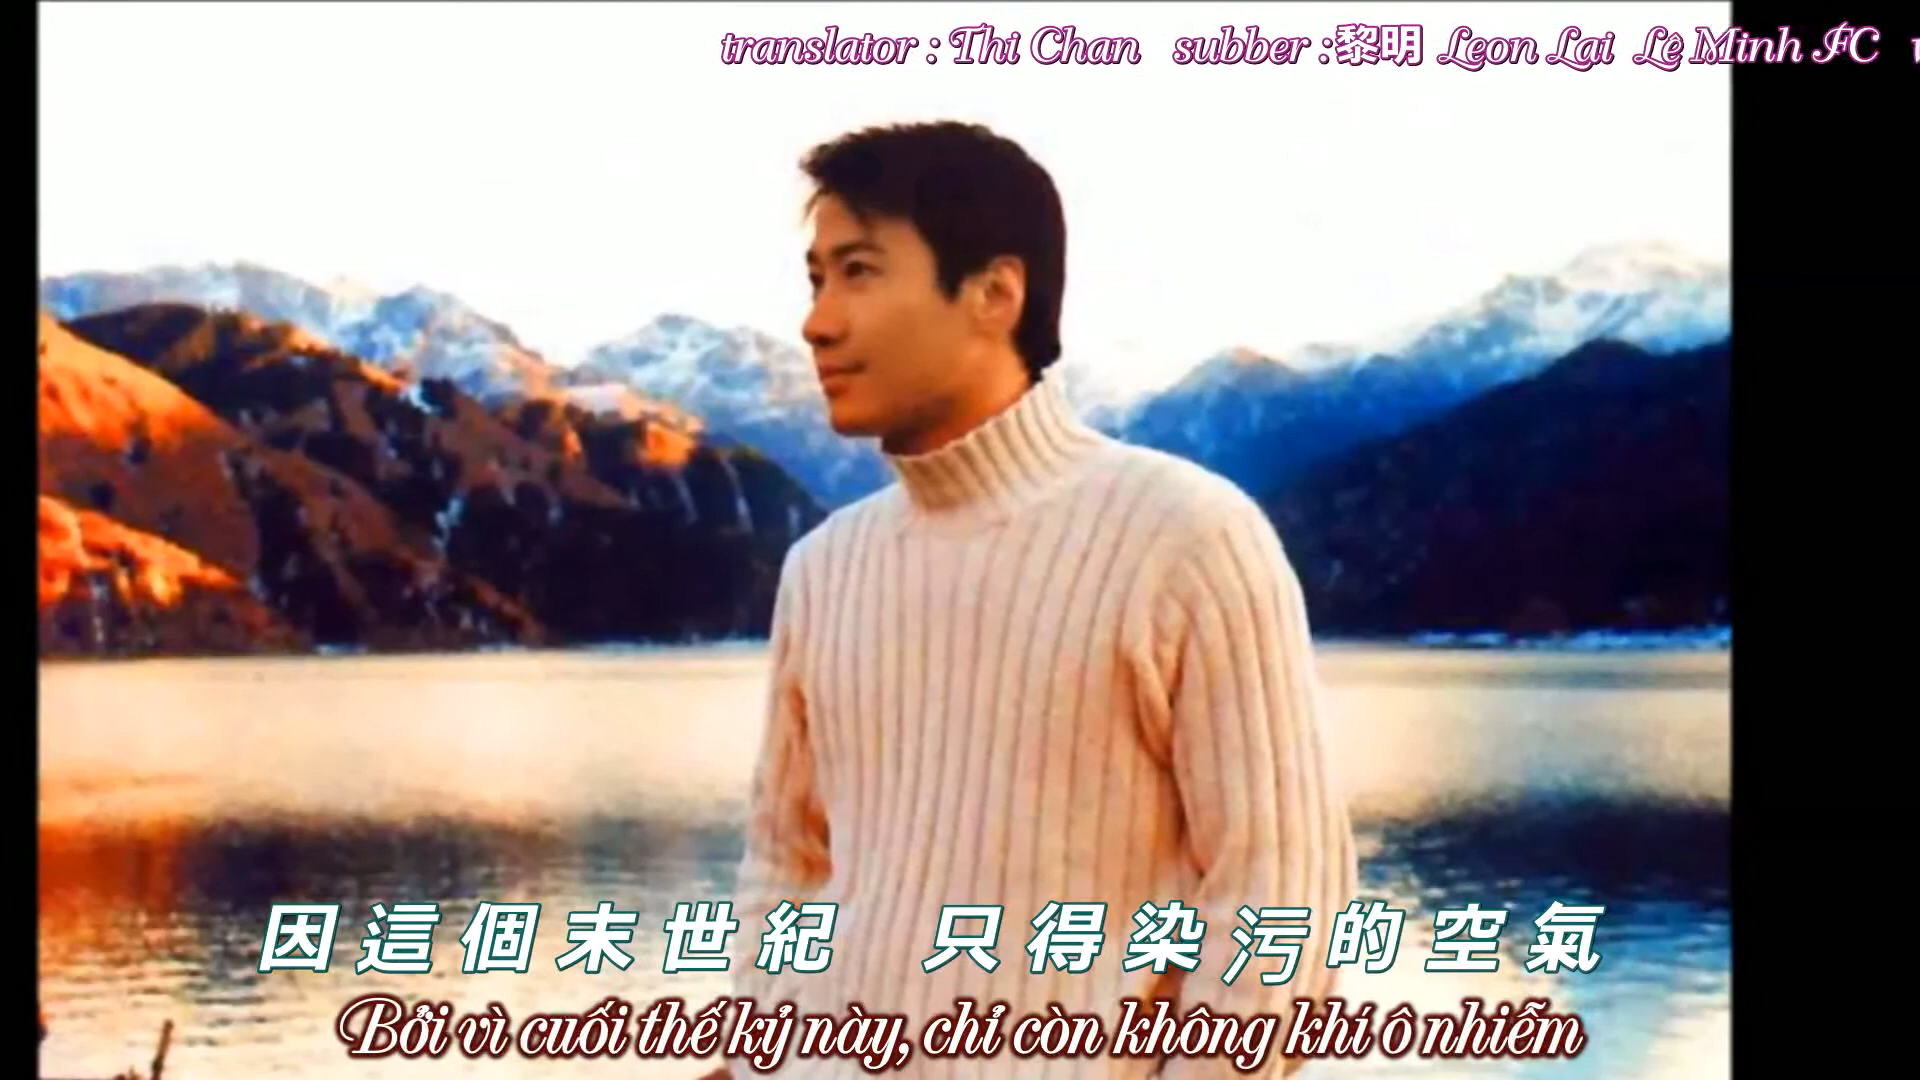 translator : Thi Chan subber :黎明 Leon Lai Lê Minh FC
因這個末世紀 只得染污的空氣
Bởi vì cuối thế kỷ này, chỉ còn không khí ô nhiễm